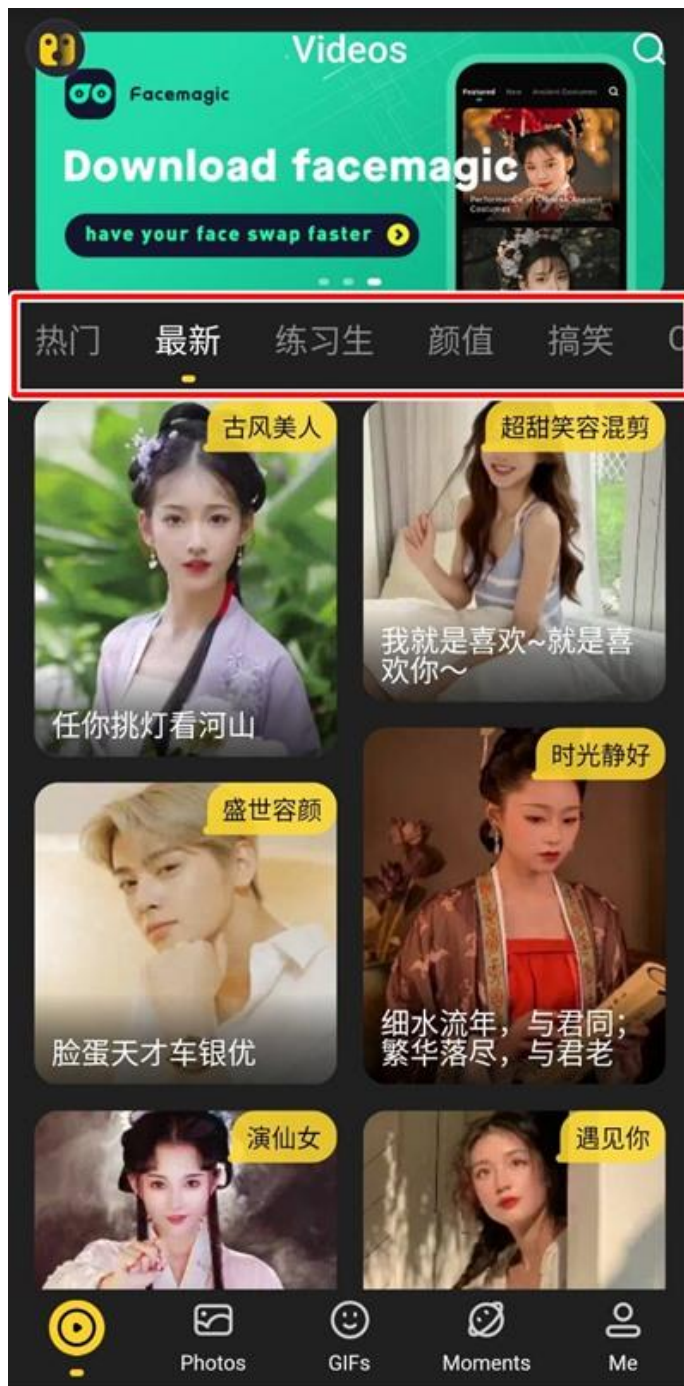 Videos
Facemagic
Download facemagic
have your face swap faster
热门 最新 练习生 颜值 搞笑
古风美人
超甜笑容混剪
我就是喜欢~就是喜
欢你～
任你挑灯看河山
时光静好
盛世容颜
细水流年，与君同；
繁华落尽，与君老
脸蛋天才车银优
演仙女
遇见你
Photos GIFs Moments Me